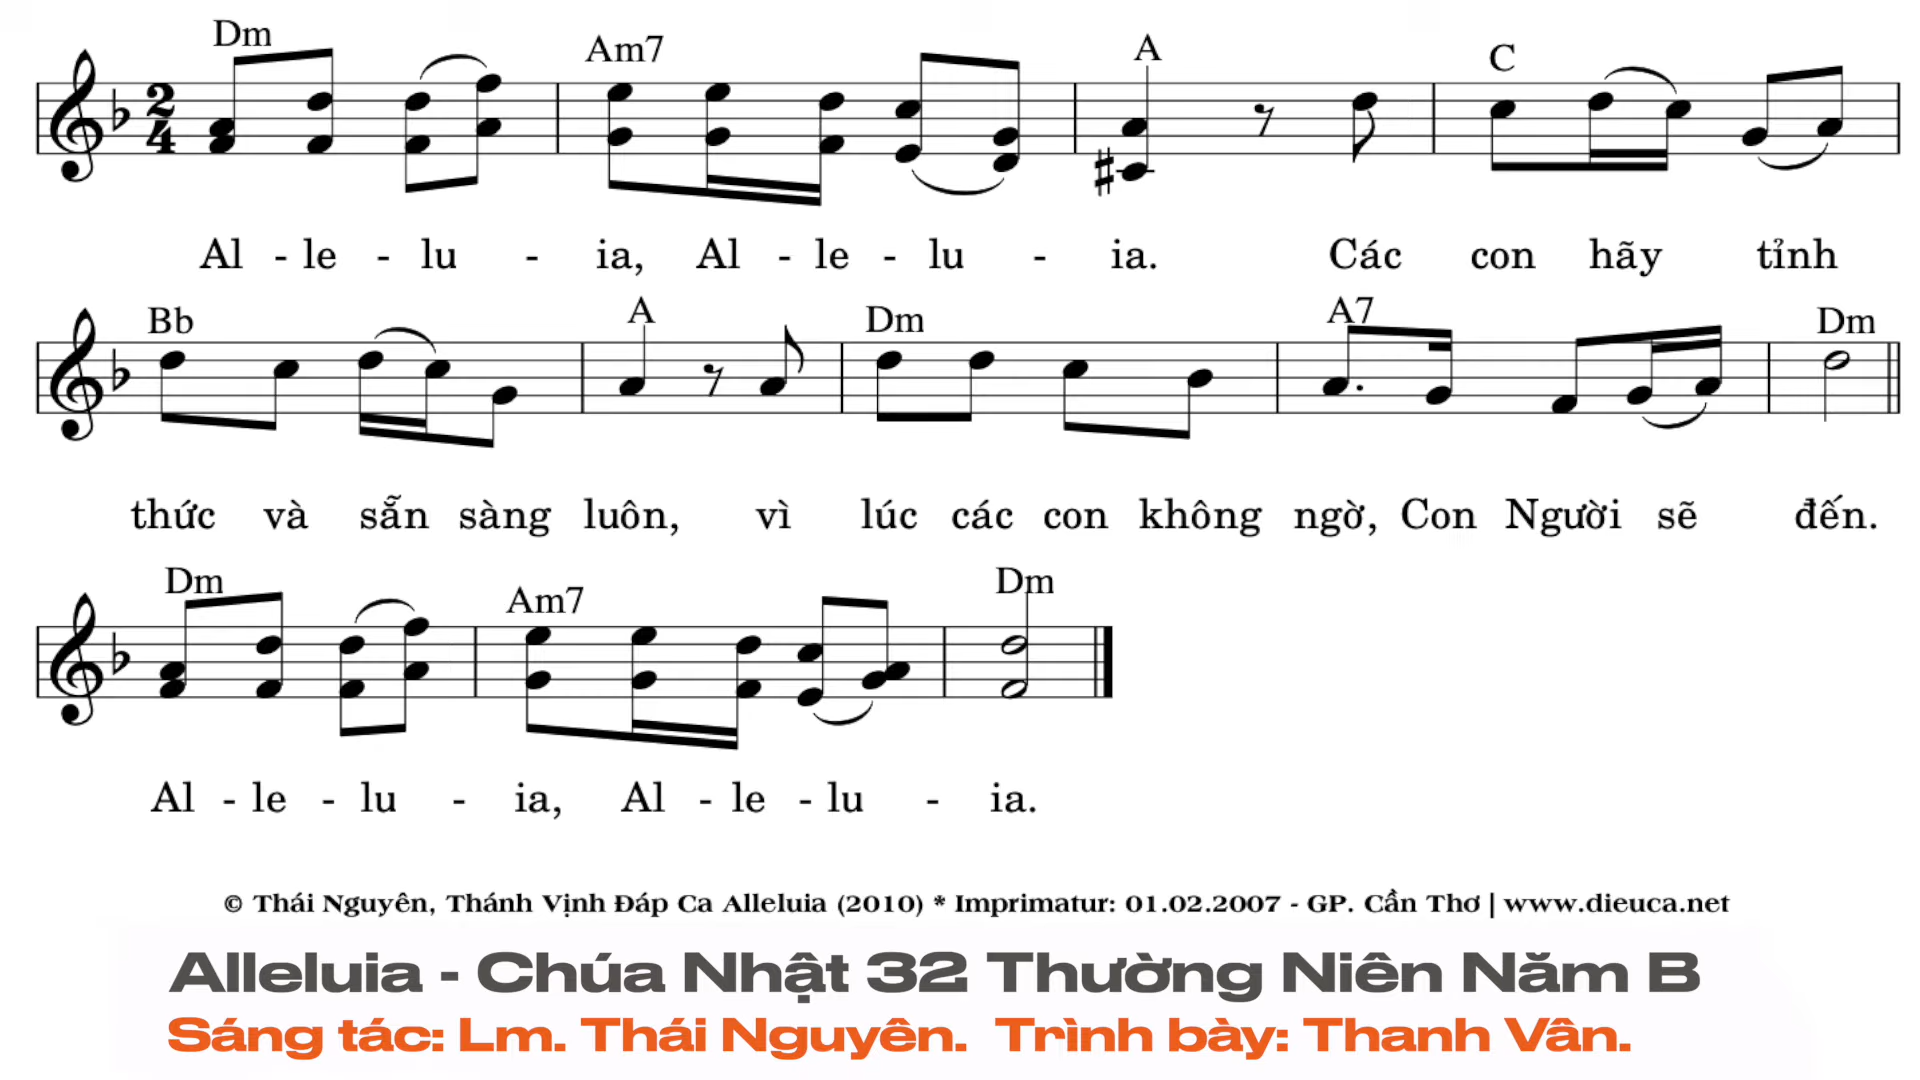 Dm Am7 A C
2
4
Al - le - lu - ia, Al - le - lu - ia. Các con hãy tỉnh
Bb A Dm A7 Dm
thức và sẵn sàng luôn, vì lúc các con không ngờ, Con Người sẽ đến.
Dm Am7 Dm
Al - le - lu - ia, Al - le - lu - ia.
© Thái Nguyên, Thánh Vịnh Đáp Ca Alleluia (2010) * Imprimatur: 01.02.2007 - GP. Cần Thơ | www.dieuca.net
Alleluia - Chúa Nhật 32 Thường Niên Năm B
Sáng tác: Lm. Thái Nguyên. Trình bày: Thanh Vân.